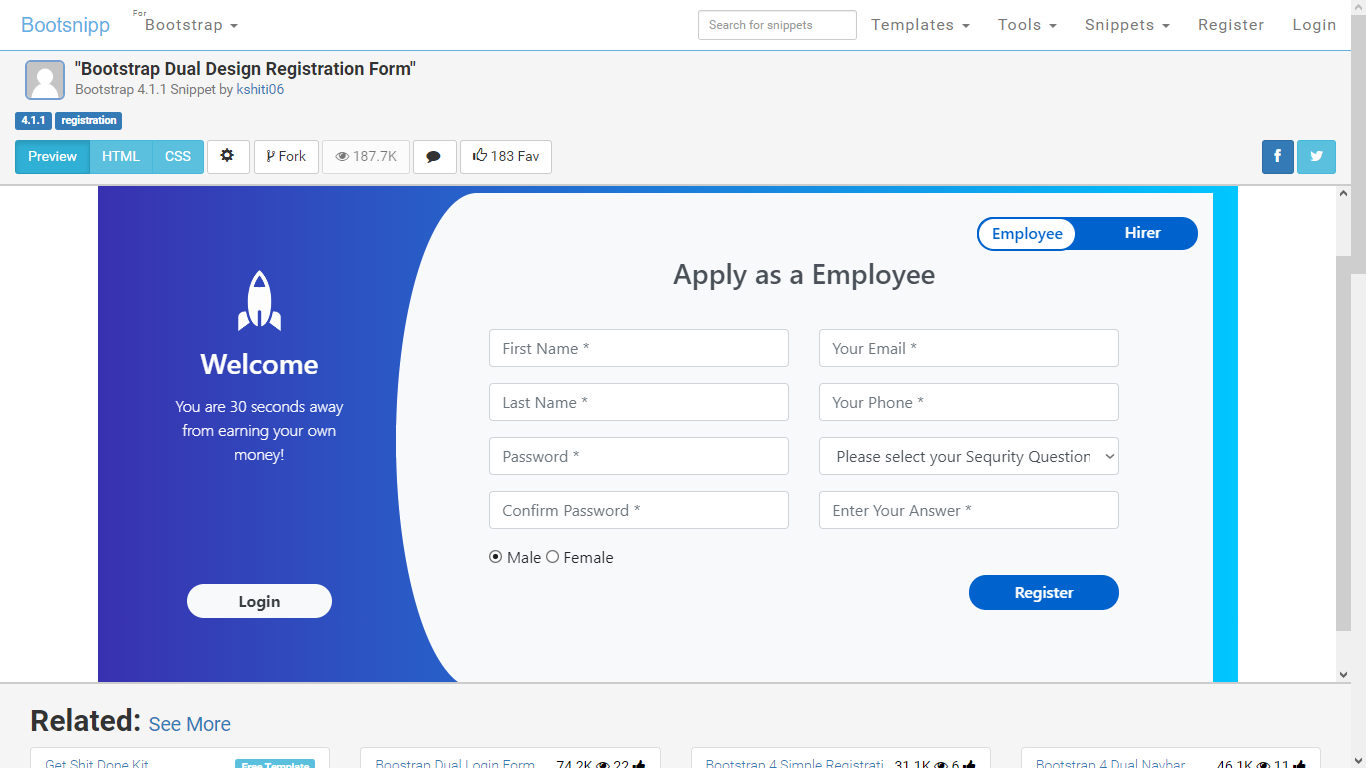 Bootsnipp For Bootstrap Search for snippets Templates Tools Snippets Register Login
"Bootstrap Dual Design Registration Form"
Bootstrap 4.1.1 Snippet by kshiti06
4.1.1 registration
Preview HTML CSS Fork 187.7K 183 Fav
Employee Hirer
Apply as a Employee
Welcome
You are 30 seconds away
from earning your own
money!
Login
First Name * Your Email *
Last Name * Your Phone *
Password * Please select your Sequrity Question
Confirm Password * Enter Your Answer *
Male Female
Register
Related: See More
Get Shit Done Kit Free Template Boostrap Dual Login Form 74.2K 22 Bootstrap 4 Simple Registrati 31.1K 6 Bootstrap 4 Dual Navbar 46.1K 11